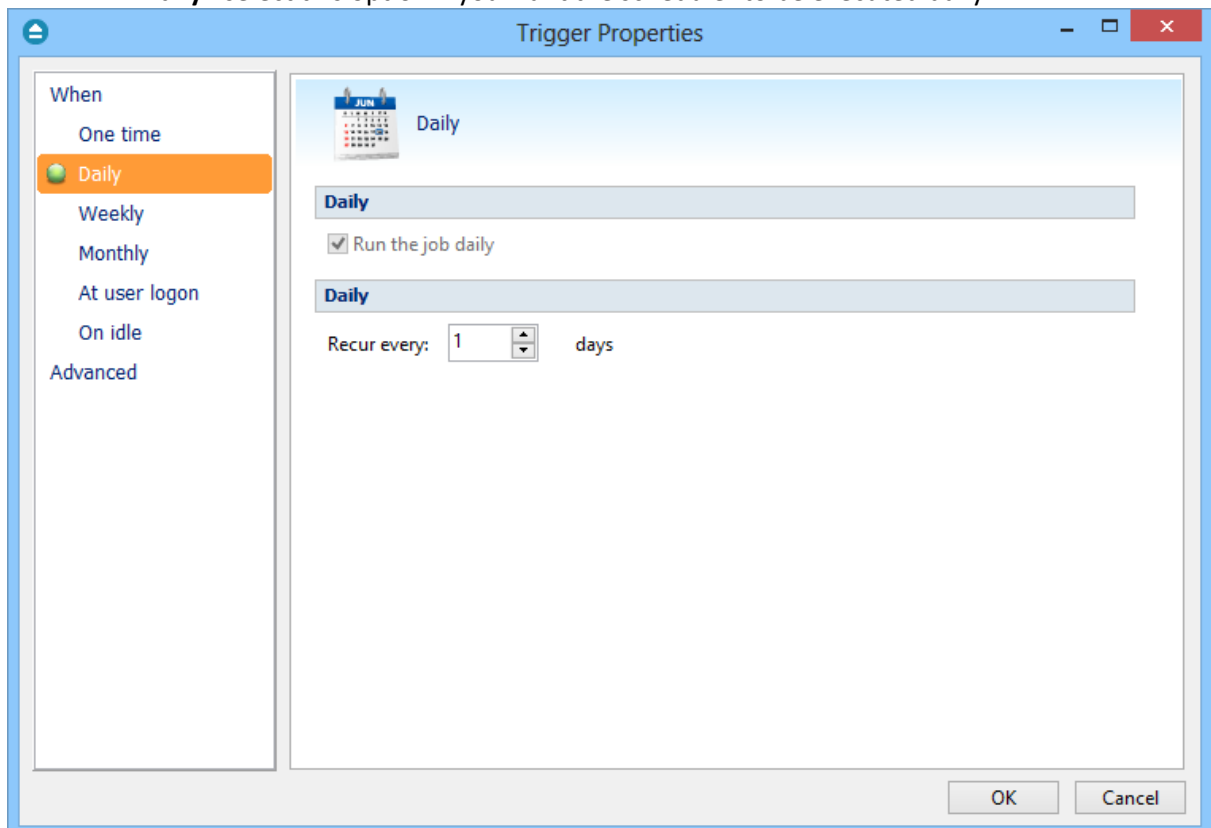 Trigger Properties
When
One time
Daily
Weekly
Monthly
At user logon
On idle
Advanced
JUN
Daily
Daily
Run the job daily
Daily
Recur every: 1 days
OK Cancel